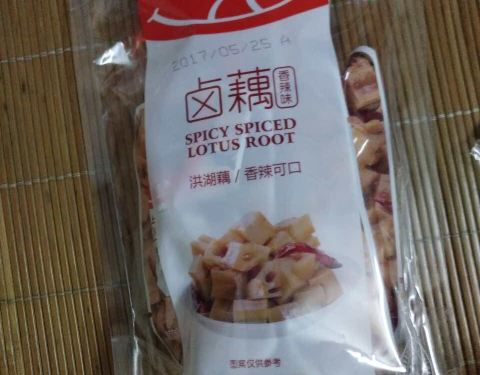 2017/05/25 A
卤藕
香辣味
SPICY SPICED
LOTUS ROOT
洪湖藕/香辣可口
图案仅供参考